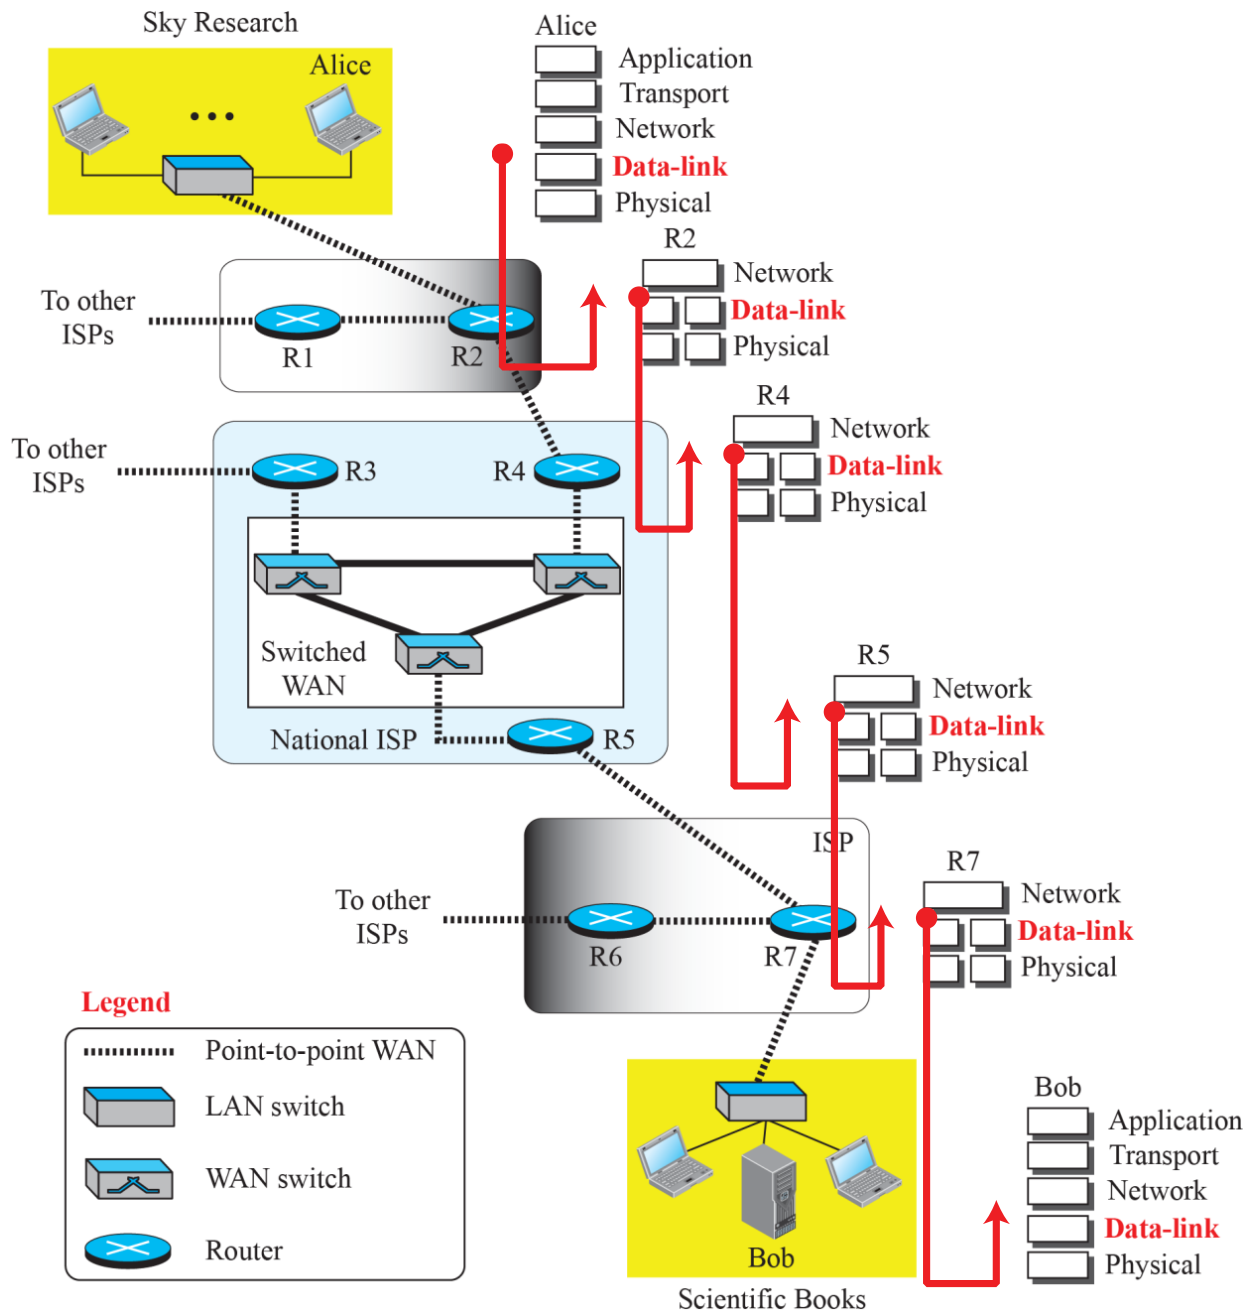 Sky Research
Alice
Alice
Application
Transport
Network
Data-link
Physical
R2
Network
Data-link
Physical
To other
ISPs
R1
R2
R4
Network
Data-link
Physical
To other
ISPs
R3
R4
Switched
WAN
National ISP
R5
R5
Network
Data-link
Physical
ISP
To other
ISPs
R6
R7
R7
Network
Data-link
Physical
Legend
Point-to-point WAN
LAN switch
WAN switch
Router
Bob
Scientific Books
Bob
Application
Transport
Network
Data-link
Physical